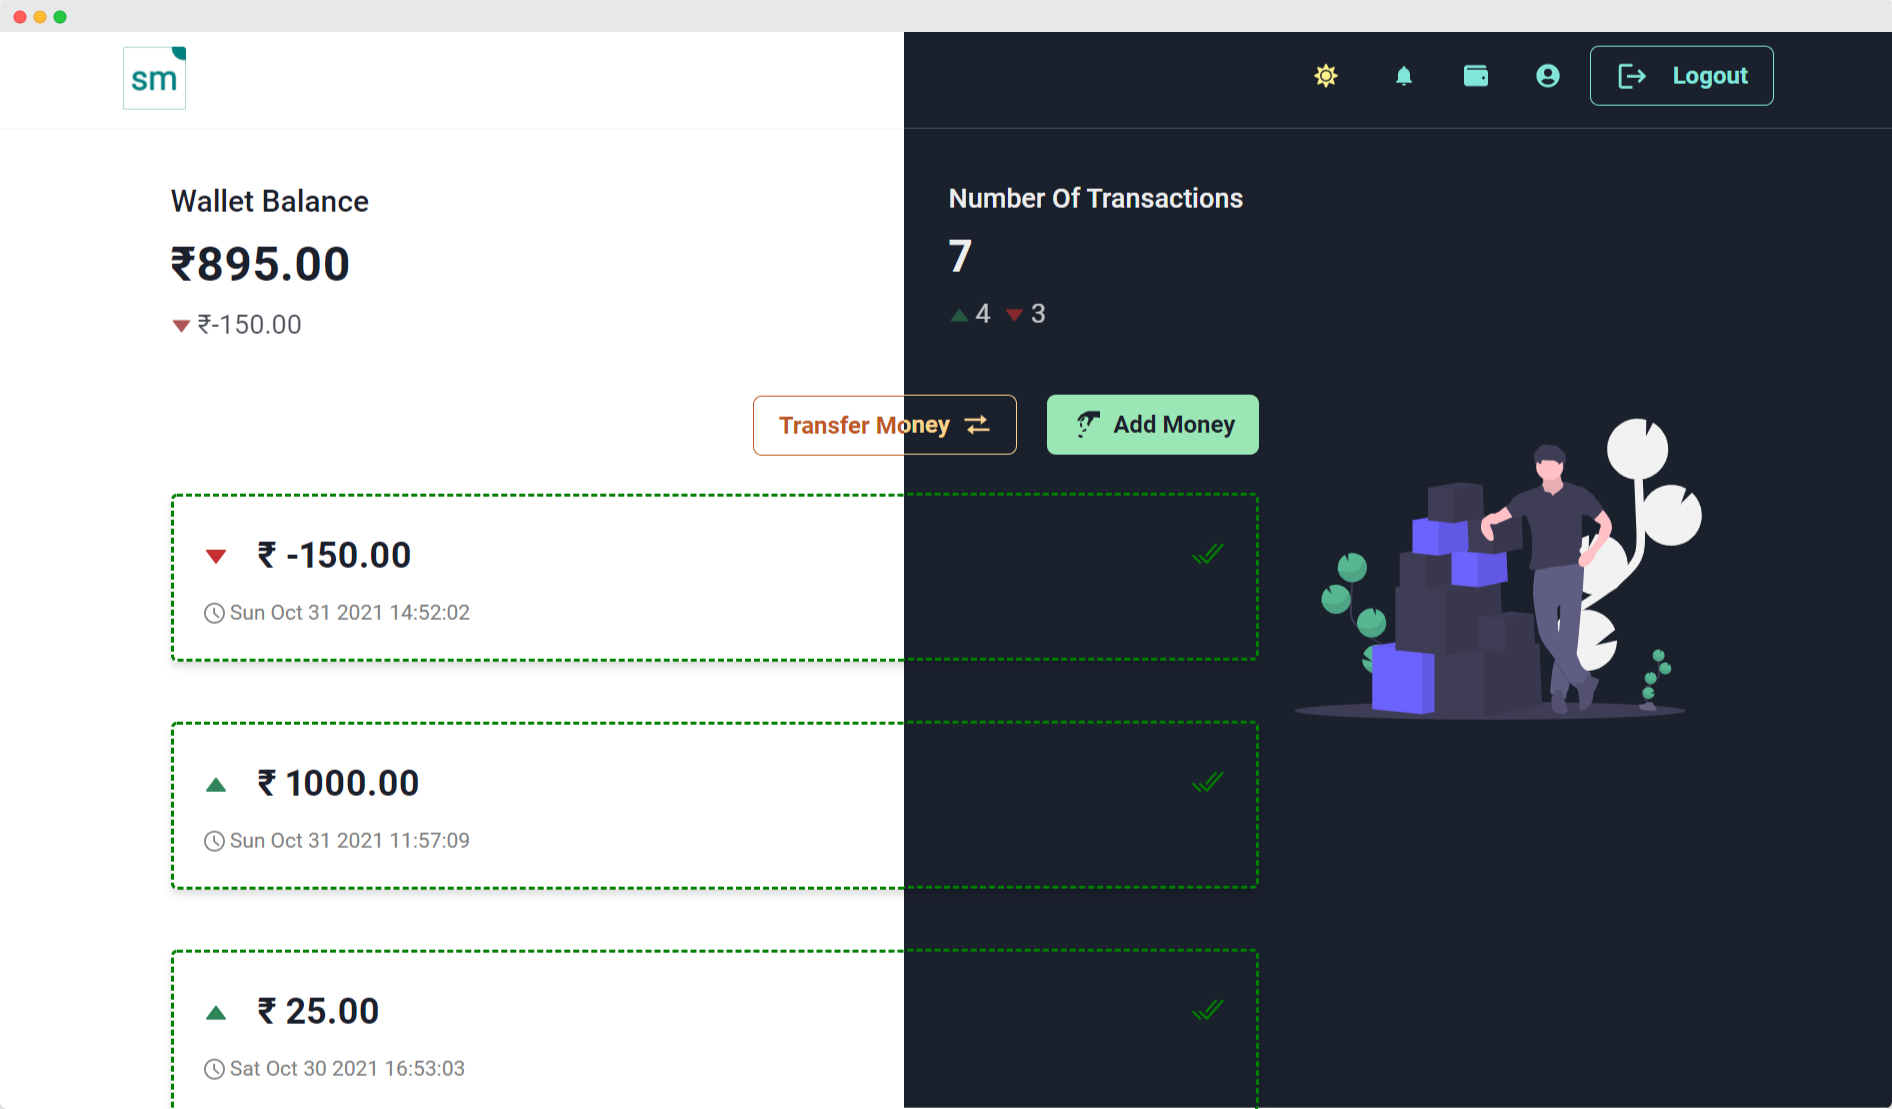 sm
Logout
Wallet Balance
₹895.00
₹-150.00
Number Of Transactions
7
4 3
Transfer Money
Add Money
₹ -150.00
Sun Oct 31 2021 14:52:02
₹ 1000.00
Sun Oct 31 2021 11:57:09
₹ 25.00
Sat Oct 30 2021 16:53:03